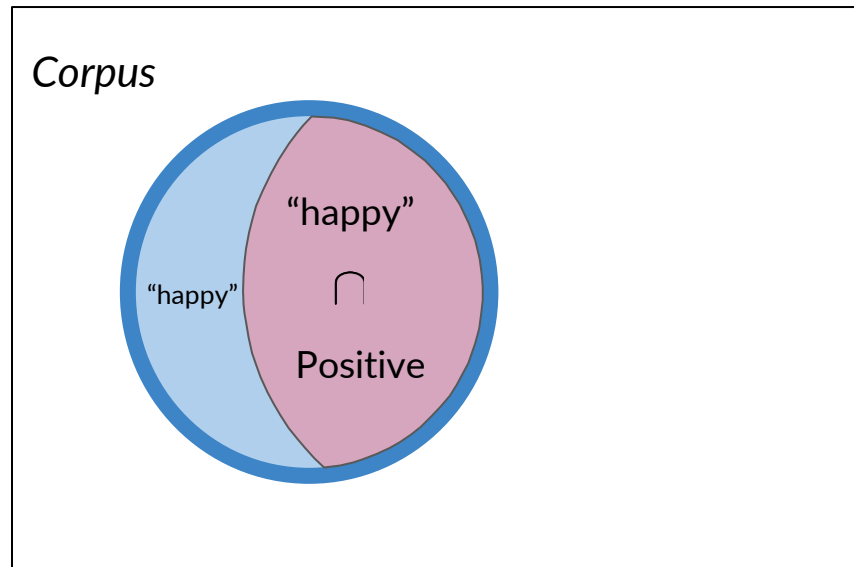 Corpus
“happy”
“happy”
∩
Positive